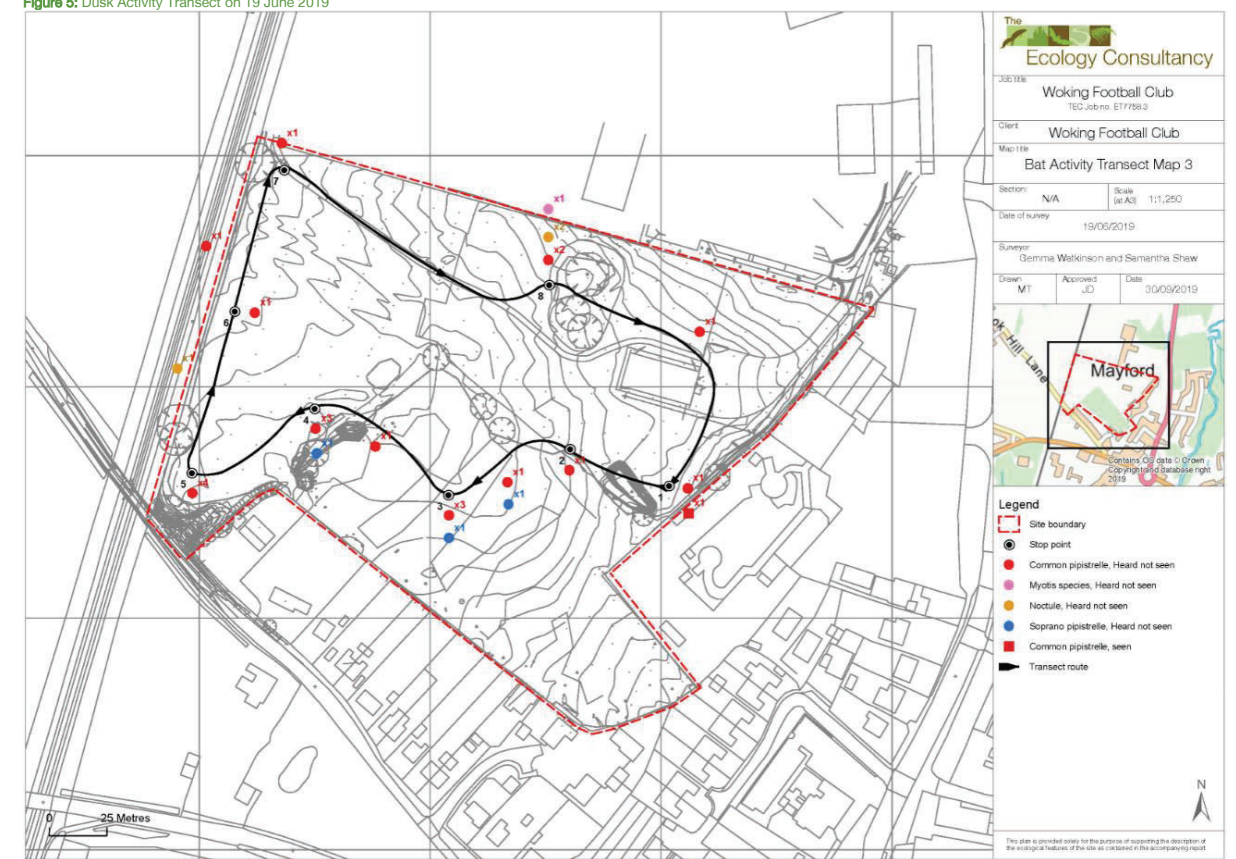 Figure 5: Dusk Activity Transect on 19 June 2019
The
Ecology Consultancy
Job title
Woking Football Club
TEC Job no. ET7758.3
Client
Woking Football Club
Map title
Bat Activity Transect Map 3
Section:
N/A
Scale
(at A3)
1:1,250
Date of survey
19/06/2019
Surveyor
Gemma Watkinson and Samantha Shaw
Drawn
MT
Approved
JD
Date
30/09/2019
Hill Lane
Mayford
Contains OS data © Crown
Copyright and database right
2019
Legend
Site boundary
Stop point
Common pipistrelle, Heard not seen
Myotis species, Heard not seen
Noctule, Heard not seen
Soprano pipistrelle, Heard not seen
Common pipistrelle, seen
Transect route
N
This plan is provided solely for the purpose of supporting the description of
the ecological features of the site as contained in the accompanying report
x1
7
x1
x1
x2
x2
8
x1
6
x1
x1
x1
4
x3
x1
x1
5
x4
2
x1
x1
3
x3
x1
1
x1
x1
0
25 Metres